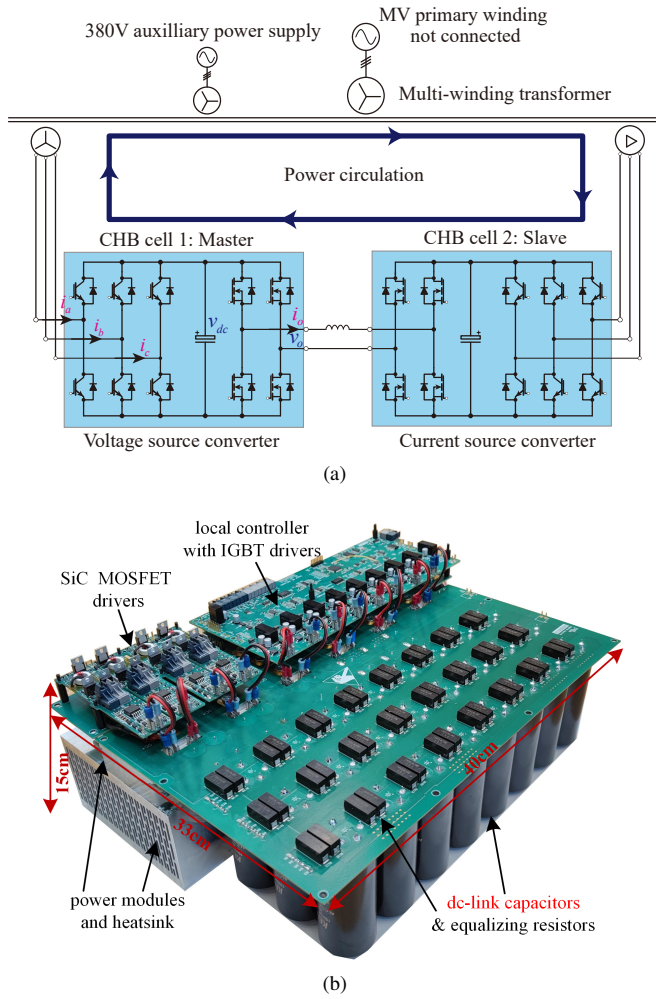 380V auxilliary power supply
MV primary winding
not connected
Multi-winding transformer
Power circulation
CHB cell 1: Master
CHB cell 2: Slave
i_a
i_b
i_c
v_dc
i_o
v_o
Voltage source converter
Current source converter
(a)
local controller
with IGBT drivers
SiC MOSFET
drivers
15cm
33cm
40cm
power modules
and heatsink
dc-link capacitors
& equalizing resistors
(b)